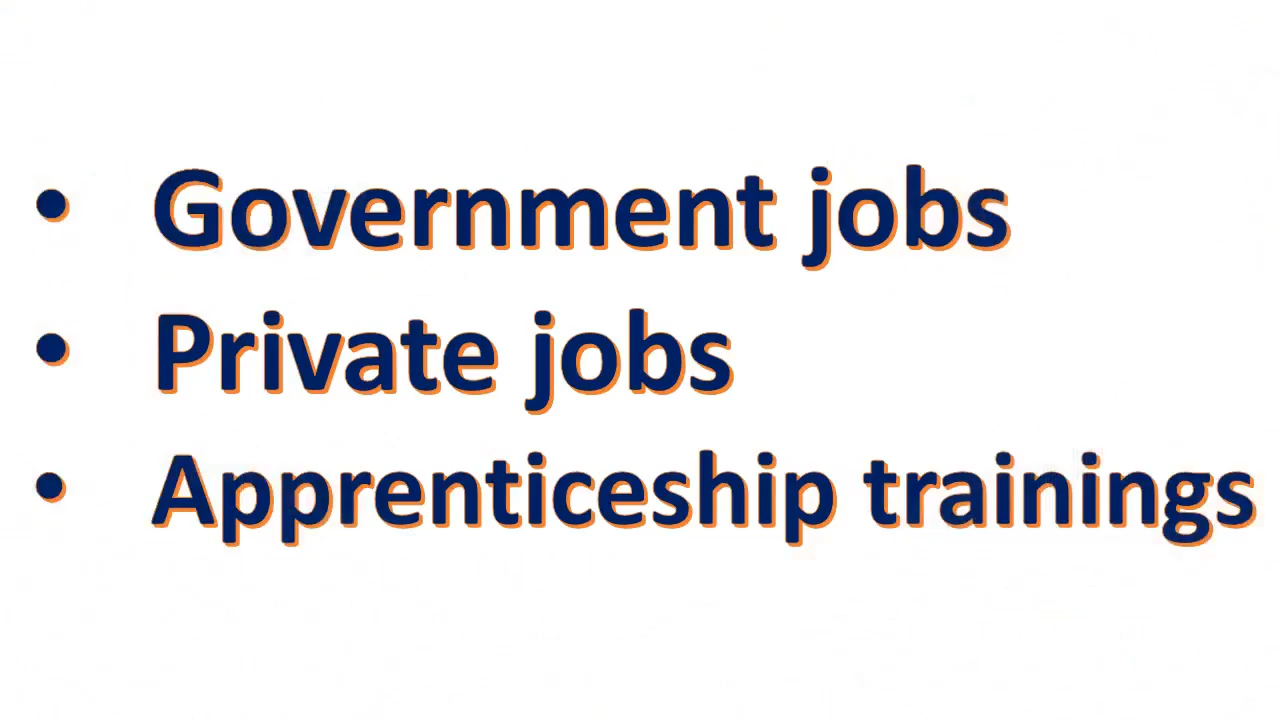 • Government jobs
• Private jobs
• Apprenticeship trainings